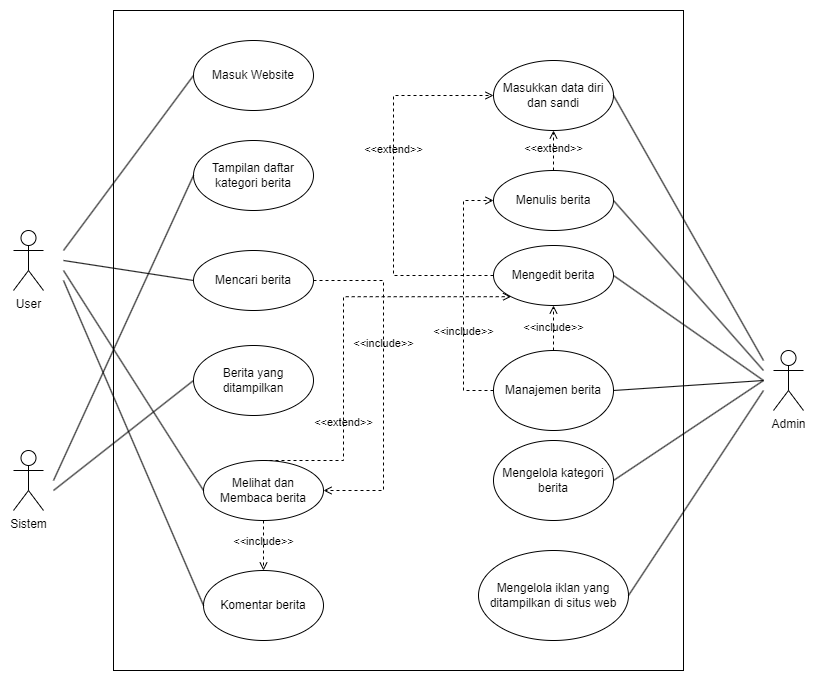 Masuk Website
Masukkan data diri
dan sandi
<<extend>>
<<extend>>
Tampilan daftar
kategori berita
Menulis berita
User
Mencari berita
Mengedit berita
<<include>>
<<include>>
<<include>>
Berita yang
ditampilkan
Manajemen berita
Admin
<<extend>>
Sistem
Melihat dan
Membaca berita
Mengelola kategori
berita
<<include>>
Komentar berita
Mengelola iklan yang
ditampilkan di situs web